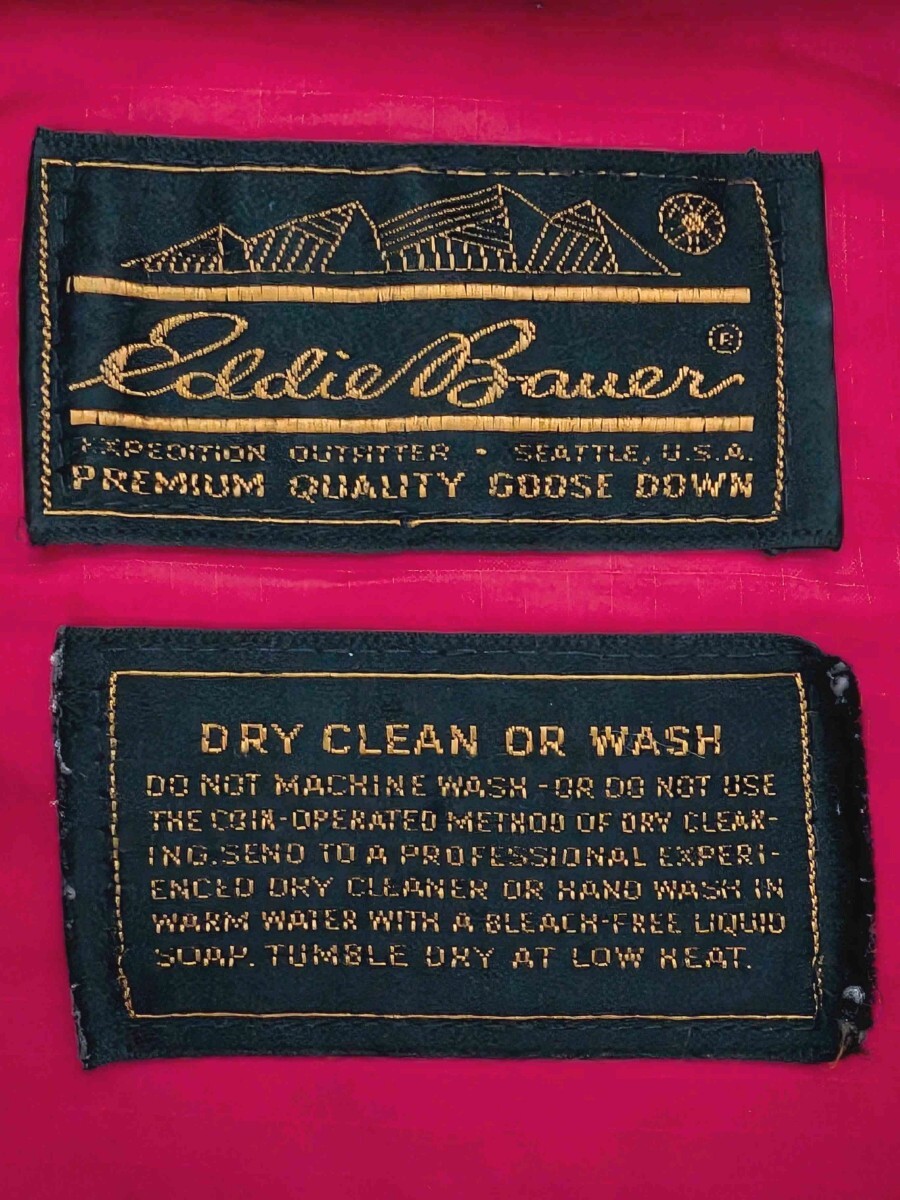 Eddie Bauer ®
EXPEDITION OUTFITTER • SEATTLE, U.S.A.
PREMIUM QUALITY GOOSE DOWN
DRY CLEAN OR WASH
DO NOT MACHINE WASH - OR DO NOT USE
THE COIN-OPERATED METHOD OF DRY CLEAN-
ING. SEND TO A PROFESSIONAL EXPERI-
ENCED DRY CLEANER OR HAND WASH IN
WARM WATER WITH A BLEACH-FREE LIQUID
SOAP. TUMBLE DRY AT LOW HEAT.